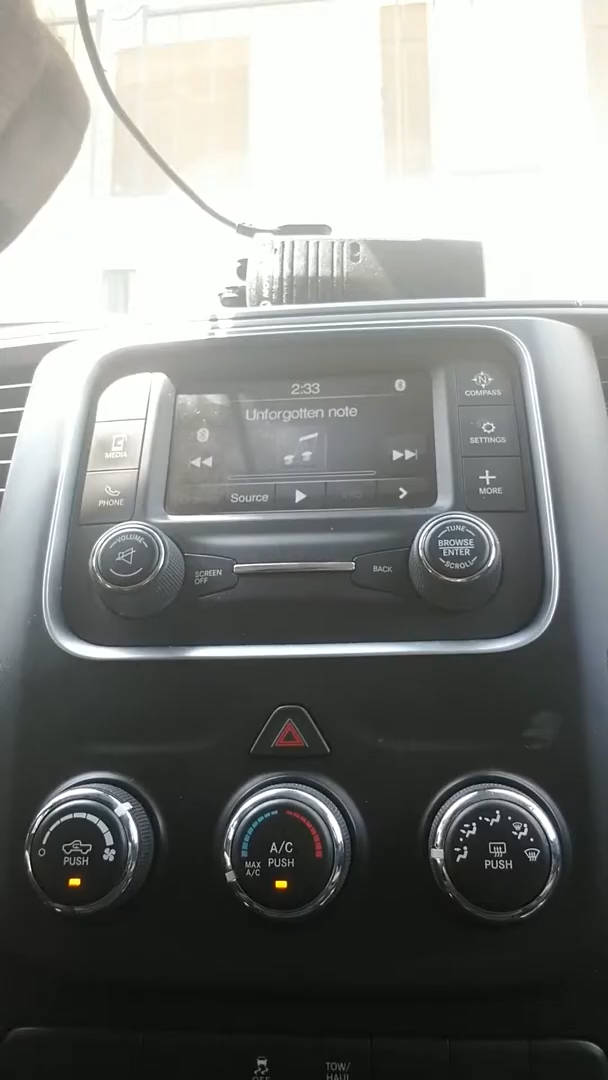 2:33
COMPASS
Unforgotten note
MEDIA
SETTINGS
Source
PHONE
MORE
VOLUME
TUNE
BROWSE
ENTER
SCROLL
SCREEN
OFF
BACK
PUSH
A/C
PUSH
MAX
A/C
PUSH
OFF
TOW/
HAUL